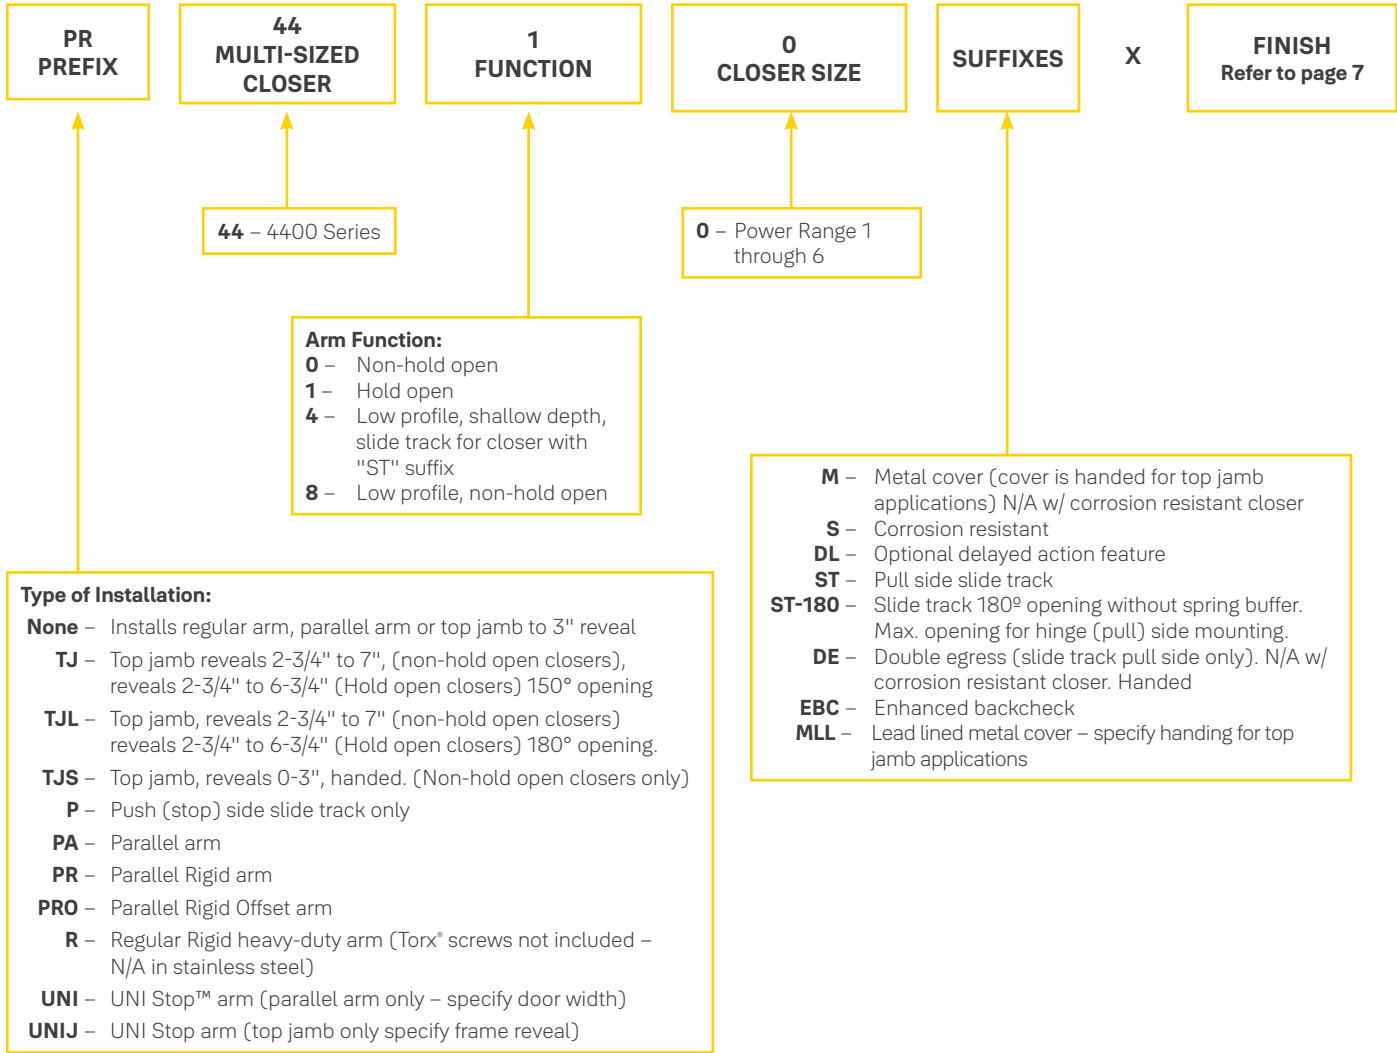 PR
PREFIX
44
MULTI-SIZED
CLOSER
1
FUNCTION
0
CLOSER SIZE
SUFFIXES
X
FINISH
Refer to page 7
44 – 4400 Series
0 – Power Range 1
through 6
Arm Function:
0 – Non-hold open
1 – Hold open
4 – Low profile, shallow depth,
slide track for closer with
"ST" suffix
8 – Low profile, non-hold open
M – Metal cover (cover is handed for top jamb
applications) N/A w/ corrosion resistant closer
S – Corrosion resistant
DL – Optional delayed action feature
ST – Pull side slide track
ST-180 – Slide track 180º opening without spring buffer.
Max. opening for hinge (pull) side mounting.
DE – Double egress (slide track pull side only). N/A w/
corrosion resistant closer. Handed
EBC – Enhanced backcheck
MLL – Lead lined metal cover – specify handing for top
jamb applications
Type of Installation:
None – Installs regular arm, parallel arm or top jamb to 3" reveal
TJ – Top jamb reveals 2-3/4" to 7", (non-hold open closers),
reveals 2-3/4" to 6-3/4" (Hold open closers) 150° opening
TJL – Top jamb, reveals 2-3/4" to 7" (non-hold open closers)
reveals 2-3/4" to 6-3/4" (Hold open closers) 180° opening.
TJS – Top jamb, reveals 0-3", handed. (Non-hold open closers only)
P – Push (stop) side slide track only
PA – Parallel arm
PR – Parallel Rigid arm
PRO – Parallel Rigid Offset arm
R – Regular Rigid heavy-duty arm (Torx® screws not included –
N/A in stainless steel)
UNI – UNI Stop™ arm (parallel arm only – specify door width)
UNIJ – UNI Stop arm (top jamb only specify frame reveal)